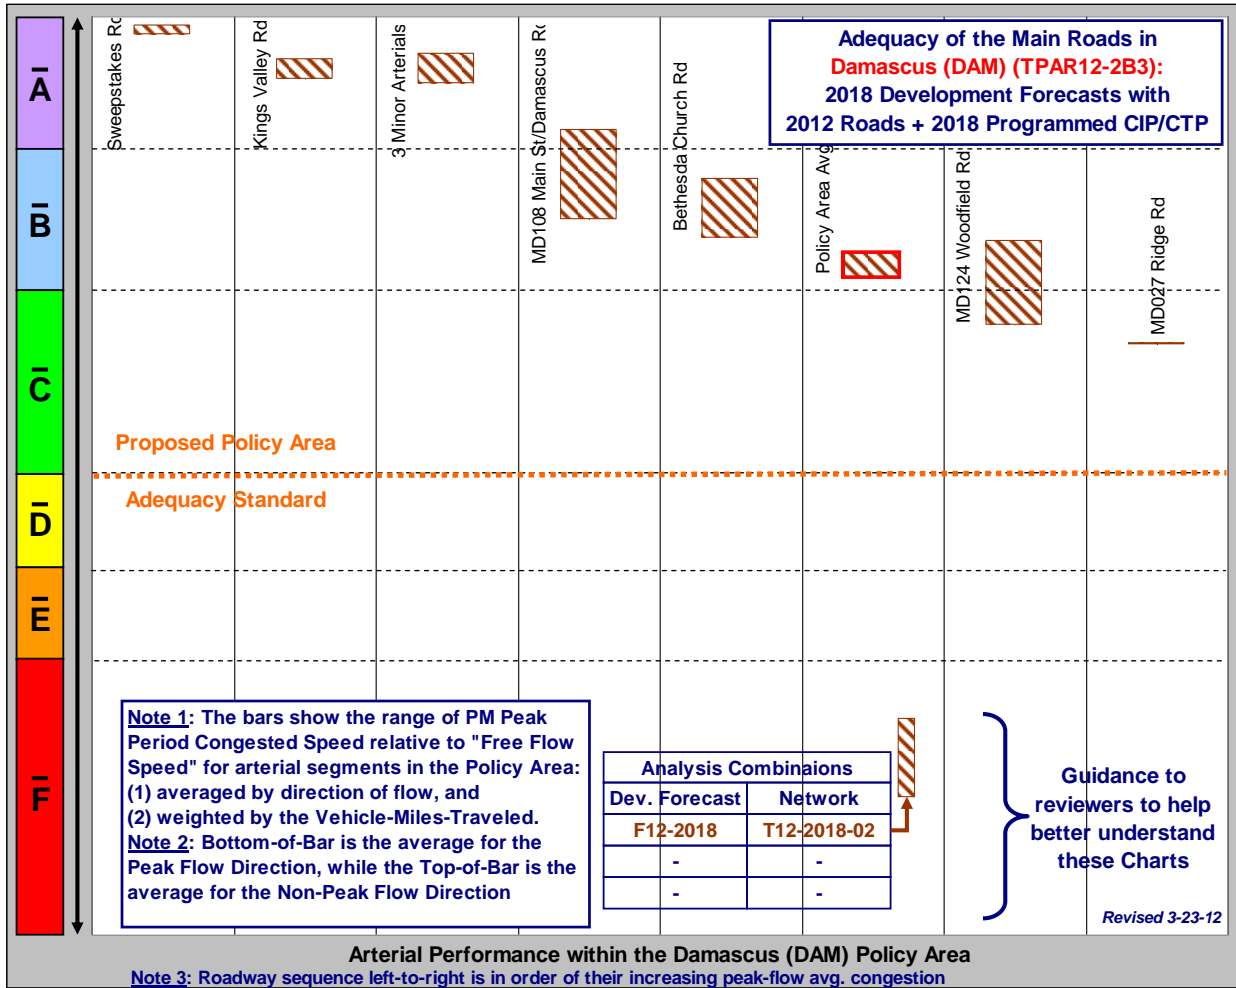 Adequacy of the Main Roads in
Damascus (DAM) (TPAR12-2B3):
2018 Development Forecasts with
2012 Roads + 2018 Programmed CIP/CTP
A
B
C
D
E
F
Sweepstakes Rd
Kings Valley Rd
3 Minor Arterials
MD108 Main St/Damascus Rd
Bethesda Church Rd
Policy Area Avg
MD124 Woodfield Rd
MD027 Ridge Rd
Proposed Policy Area
Adequacy Standard
Note 1: The bars show the range of PM Peak
Period Congested Speed relative to "Free Flow
Speed" for arterial segments in the Policy Area:
(1) averaged by direction of flow, and
(2) weighted by the Vehicle-Miles-Traveled.
Note 2: Bottom-of-Bar is the average for the
Peak Flow Direction, while the Top-of-Bar is the
average for the Non-Peak Flow Direction
Analysis Combinaions
Dev. Forecast Network
F12-2018 T12-2018-02
- -
- -
Guidance to
reviewers to help
better understand
these Charts
Revised 3-23-12
Arterial Performance within the Damascus (DAM) Policy Area
Note 3: Roadway sequence left-to-right is in order of their increasing peak-flow avg. congestion